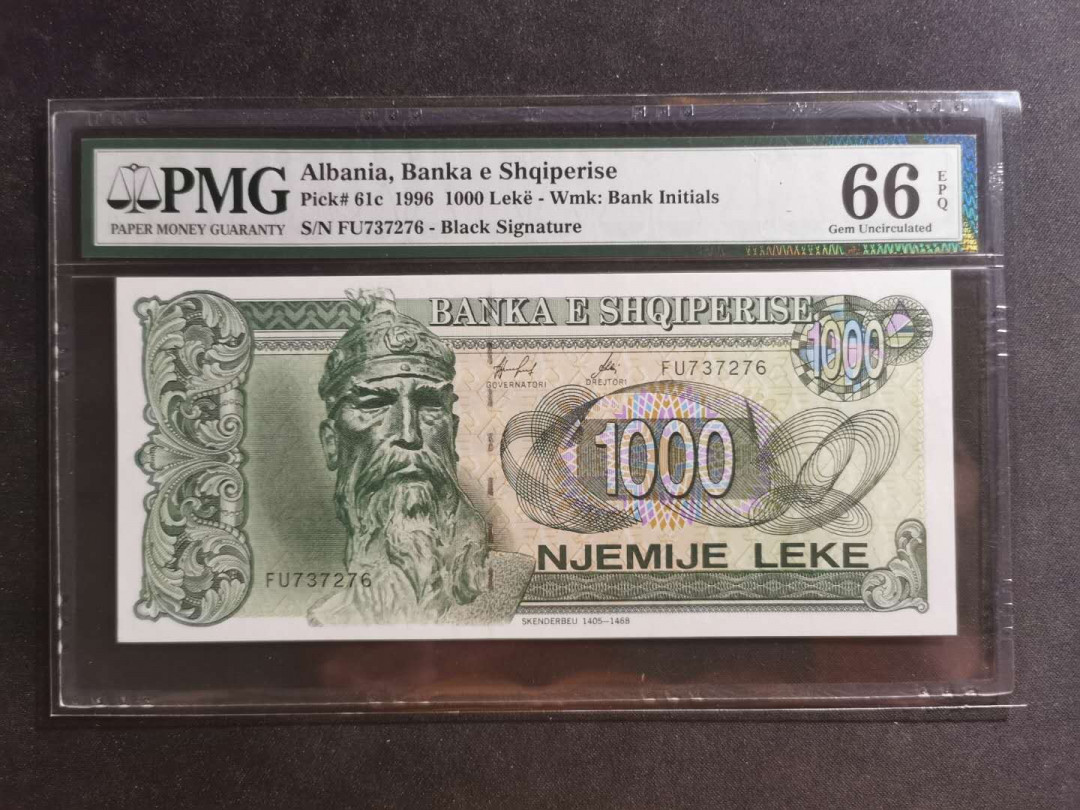 PMG
PAPER MONEY GUARANTY
Albania, Banka e Shqiperise
Pick# 61c 1996 1000 Lekë - Wmk: Bank Initials
S/N FU737276 - Black Signature
66
EPQ
Gem Uncirculated
BANKA E SHQIPERISE
1000
GOVERNATORI
DREJTORI
FU737276
1000
NJEMIJE LEKE
FU737276
SKENDERBEU 1405—1468